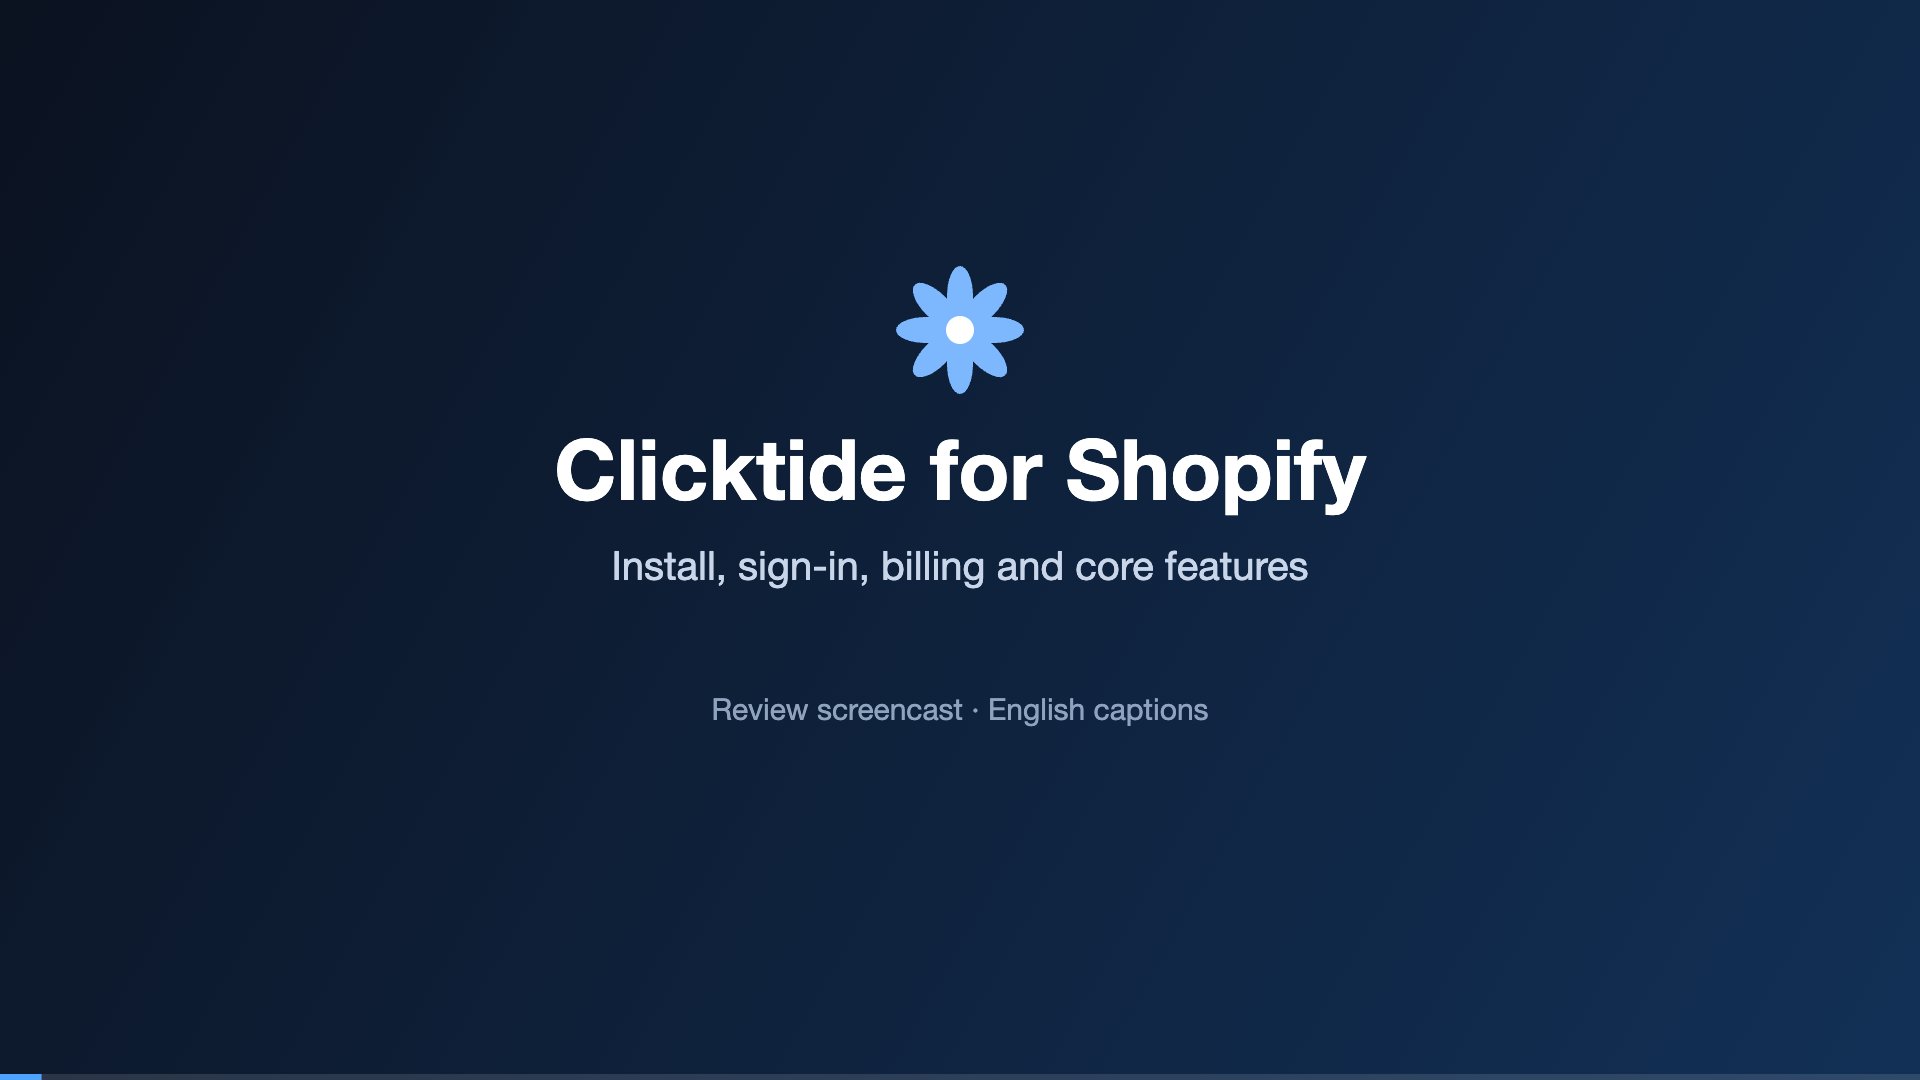 Clicktide for Shopify
Install, sign-in, billing and core features
Review screencast · English captions